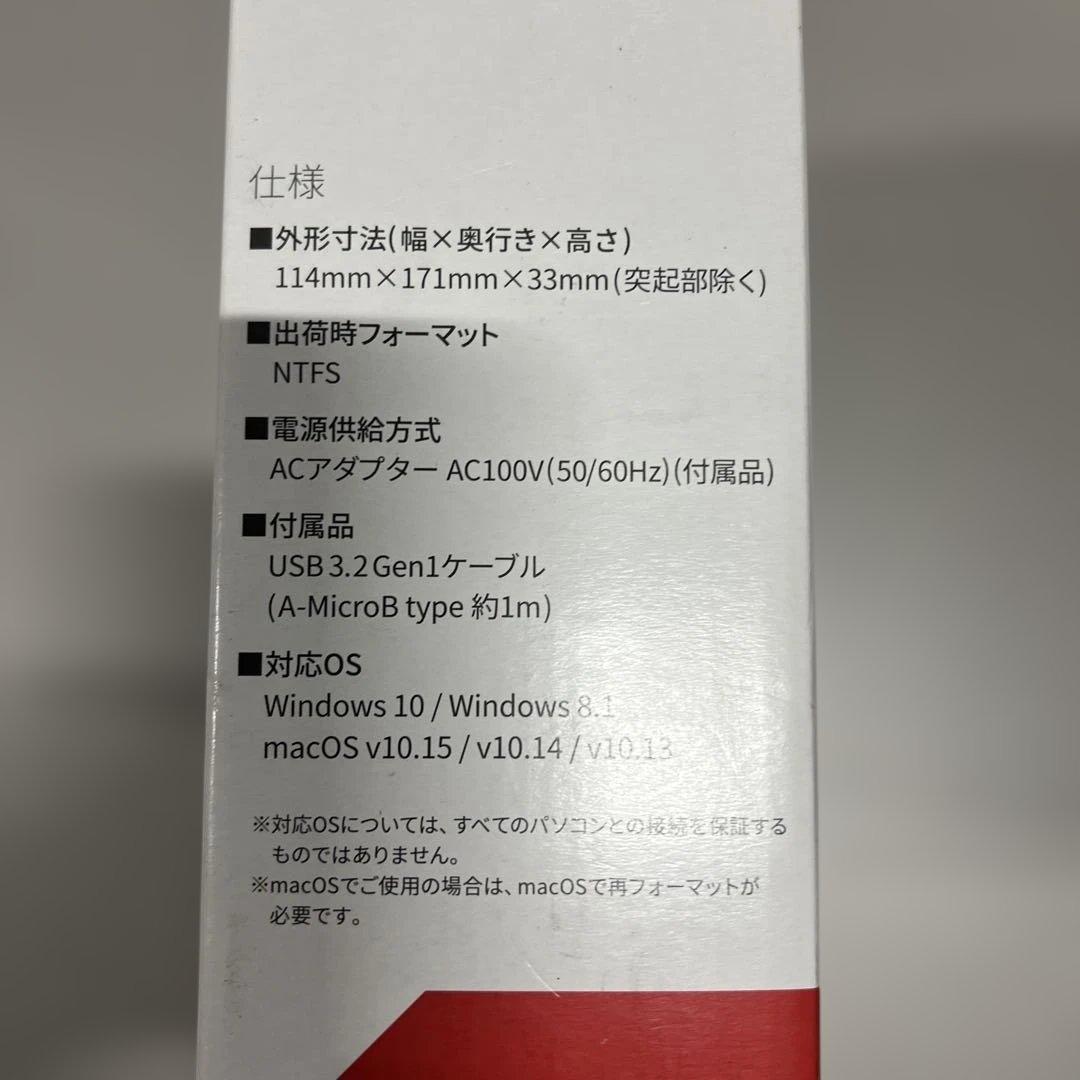 仕様
■外形寸法(幅×奥行き×高さ)
114mm×171mm×33mm(突起部除く)
■出荷時フォーマット
NTFS
■電源供給方式
ACアダプター AC100V(50/60Hz)(付属品)
■付属品
USB 3.2 Gen1ケーブル
(A-MicroB type 約1m)
■対応OS
Windows 10 / Windows 8.1
macOS v10.15 / v10.14 / v10.13
※対応OSについては、すべてのパソコンとの接続を保証する
ものではありません。
※macOSでご使用の場合は、macOSで再フォーマットが
必要です。